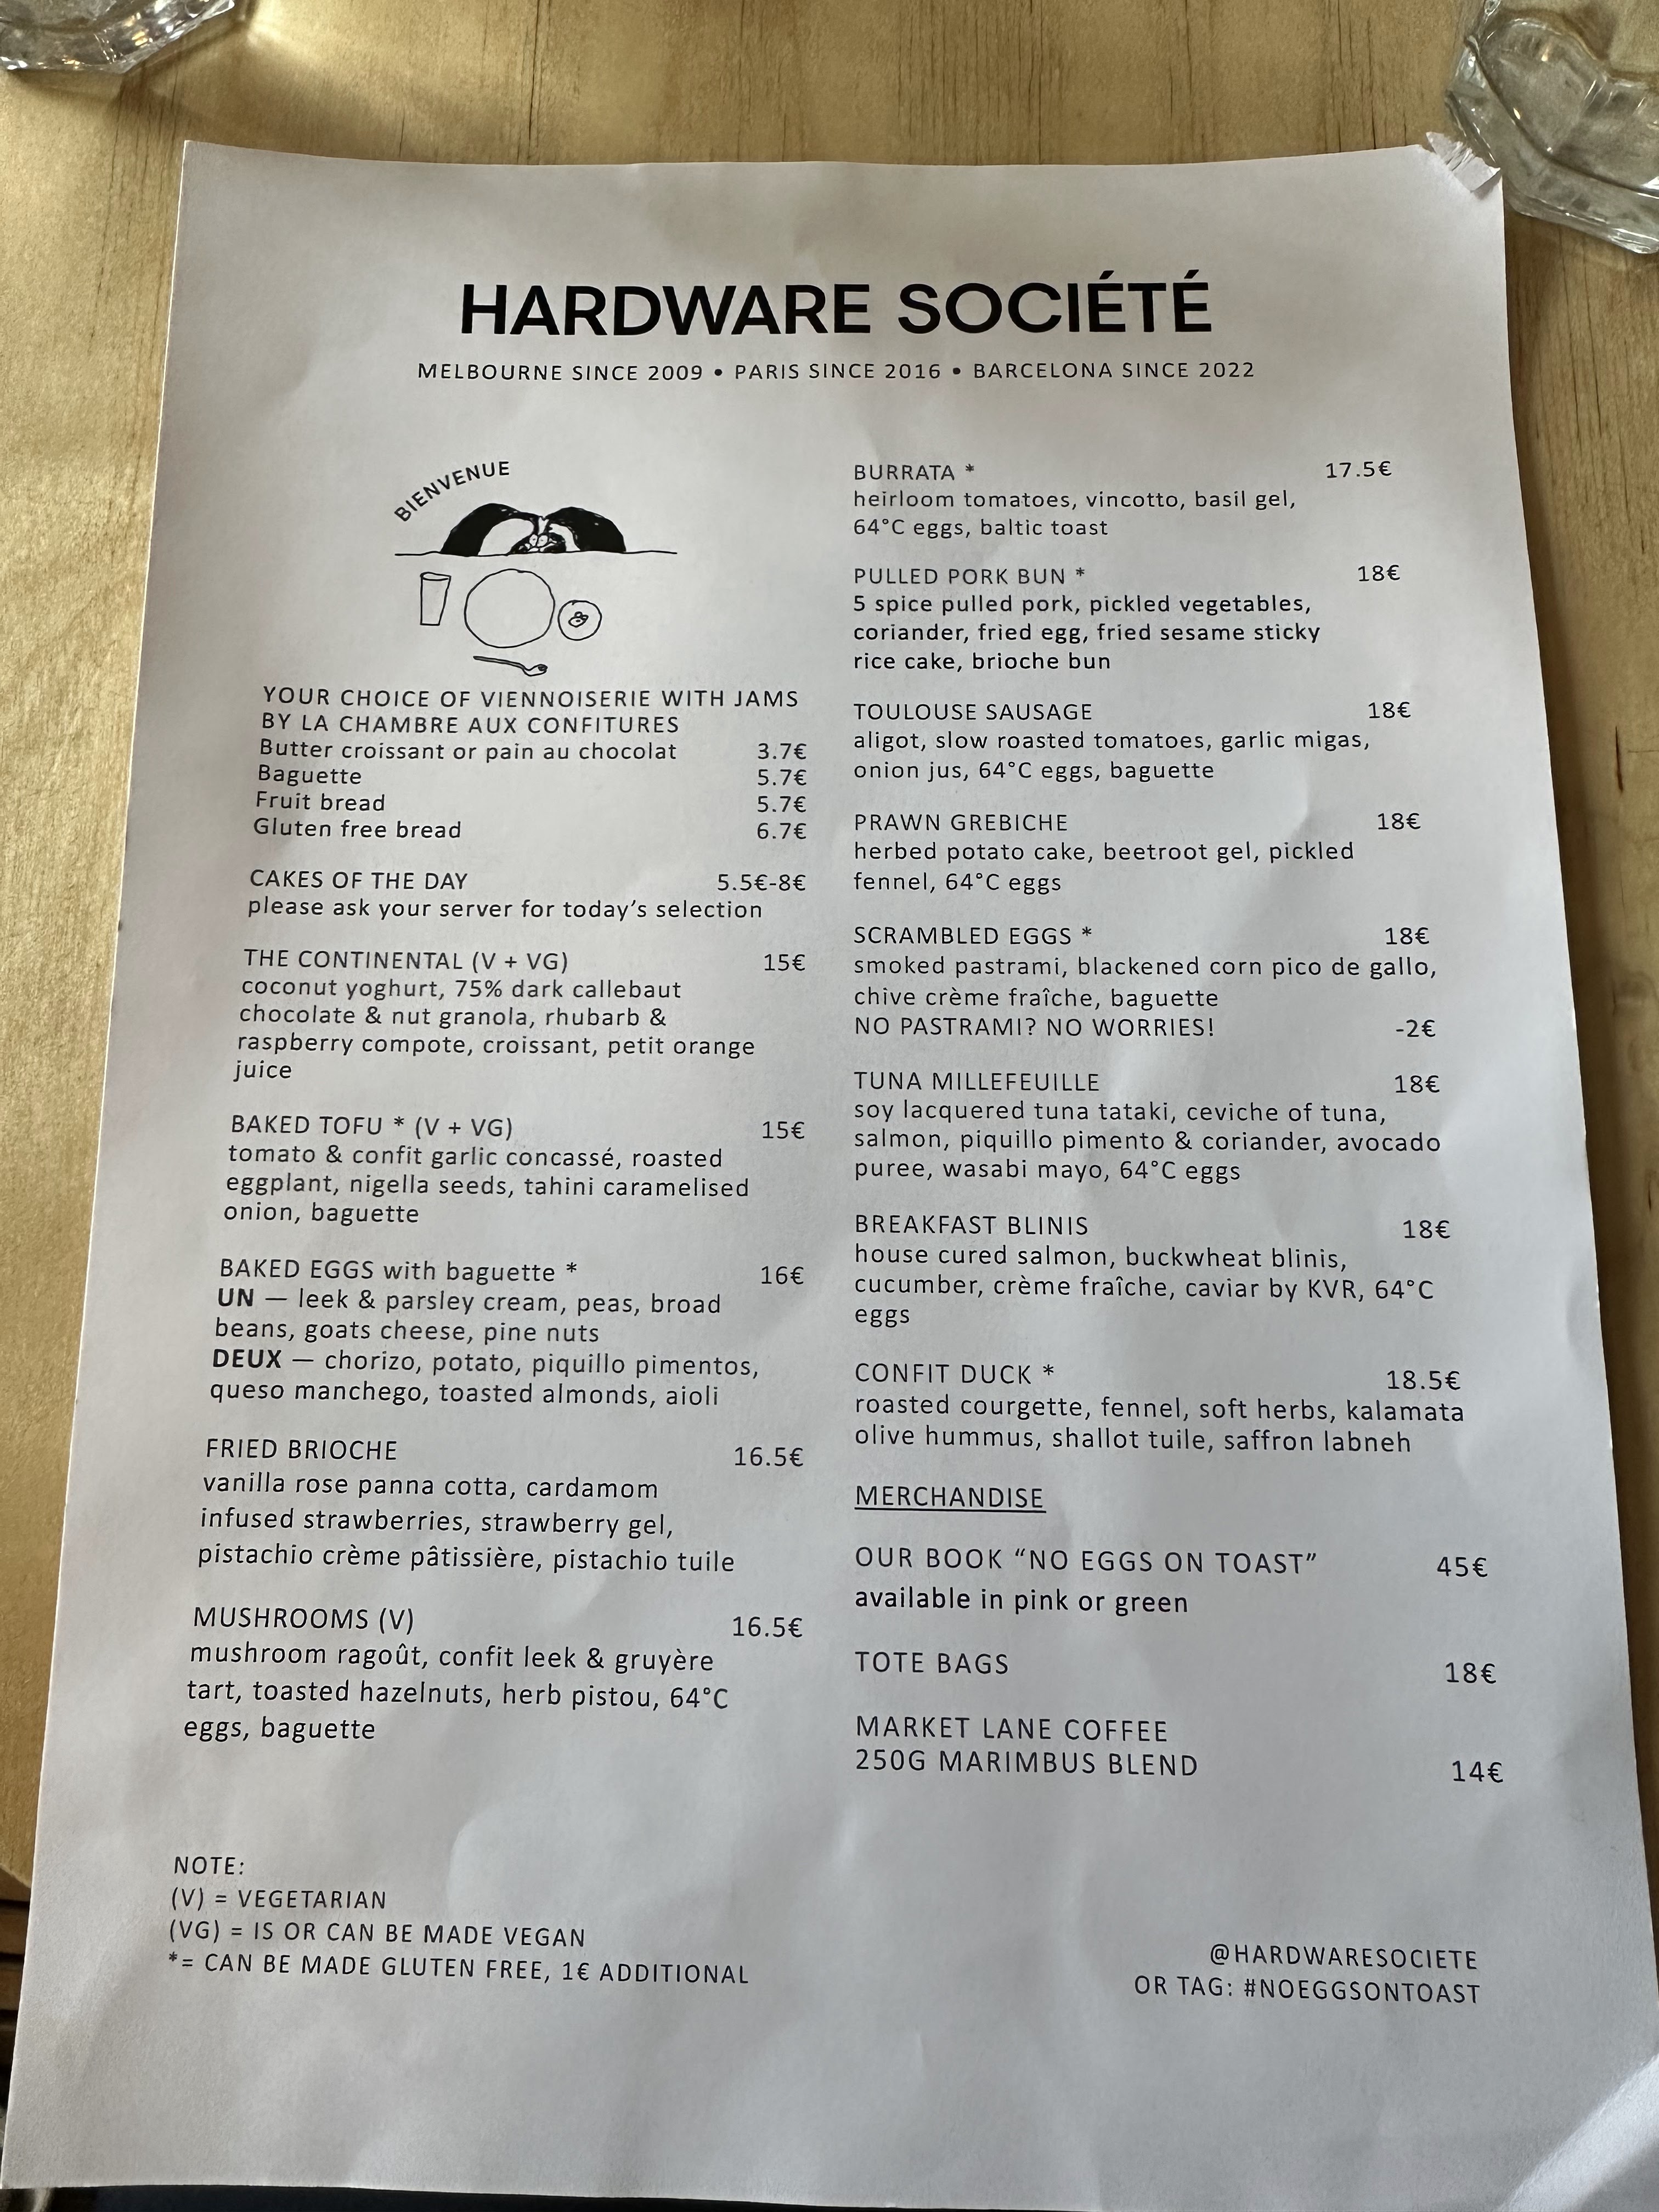 HARDWARE SOCIÉTÉ
MELBOURNE SINCE 2009 • PARIS SINCE 2016 • BARCELONA SINCE 2022
BIENVENUE
YOUR CHOICE OF VIENNOISERIE WITH JAMS
BY LA CHAMBRE AUX CONFITURES
Butter croissant or pain au chocolat 3.7€
Baguette 5.7€
Fruit bread 5.7€
Gluten free bread 6.7€
CAKES OF THE DAY 5.5€-8€
please ask your server for today’s selection
THE CONTINENTAL (V + VG) 15€
coconut yoghurt, 75% dark callebaut
chocolate & nut granola, rhubarb &
raspberry compote, croissant, petit orange
juice
BAKED TOFU * (V + VG) 15€
tomato & confit garlic concassé, roasted
eggplant, nigella seeds, tahini caramelised
onion, baguette
BAKED EGGS with baguette * 16€
UN — leek & parsley cream, peas, broad
beans, goats cheese, pine nuts
DEUX — chorizo, potato, piquillo pimentos,
queso manchego, toasted almonds, aioli
FRIED BRIOCHE 16.5€
vanilla rose panna cotta, cardamom
infused strawberries, strawberry gel,
pistachio crème pâtissière, pistachio tuile
MUSHROOMS (V) 16.5€
mushroom ragoût, confit leek & gruyère
tart, toasted hazelnuts, herb pistou, 64°C
eggs, baguette
BURRATA * 17.5€
heirloom tomatoes, vincotto, basil gel,
64°C eggs, baltic toast
PULLED PORK BUN * 18€
5 spice pulled pork, pickled vegetables,
coriander, fried egg, fried sesame sticky
rice cake, brioche bun
TOULOUSE SAUSAGE 18€
aligot, slow roasted tomatoes, garlic migas,
onion jus, 64°C eggs, baguette
PRAWN GREBICHE 18€
herbed potato cake, beetroot gel, pickled
fennel, 64°C eggs
SCRAMBLED EGGS * 18€
smoked pastrami, blackened corn pico de gallo,
chive crème fraîche, baguette
NO PASTRAMI? NO WORRIES! -2€
TUNA MILLEFEUILLE 18€
soy lacquered tuna tataki, ceviche of tuna,
salmon, piquillo pimento & coriander, avocado
puree, wasabi mayo, 64°C eggs
BREAKFAST BLINIS 18€
house cured salmon, buckwheat blinis,
cucumber, crème fraîche, caviar by KVR, 64°C
eggs
CONFIT DUCK * 18.5€
roasted courgette, fennel, soft herbs, kalamata
olive hummus, shallot tuile, saffron labneh
MERCHANDISE
OUR BOOK “NO EGGS ON TOAST” 45€
available in pink or green
TOTE BAGS 18€
MARKET LANE COFFEE
250G MARIMBUS BLEND 14€
NOTE:
(V) = VEGETARIAN
(VG) = IS OR CAN BE MADE VEGAN
*= CAN BE MADE GLUTEN FREE, 1€ ADDITIONAL
@HARDWARESOCIETE
OR TAG: #NOEGGSONTOAST